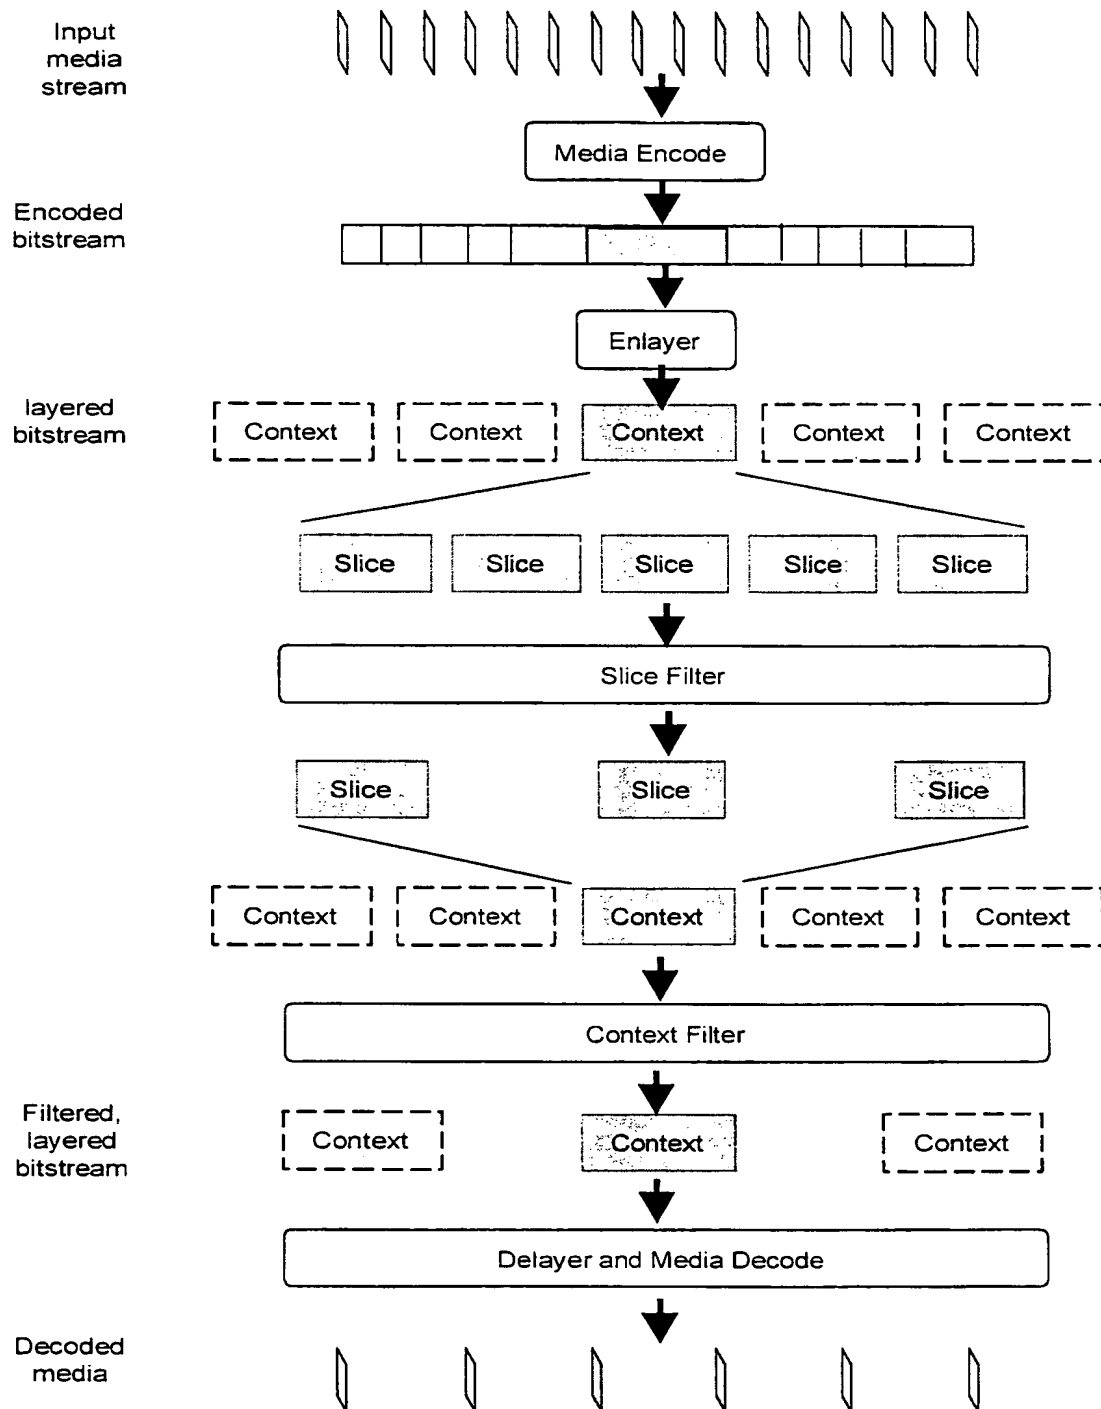 Input
media
stream
Media Encode
Encoded
bitstream
Enlayer
layered
bitstream
Context Context Context Context Context
Slice Slice Slice Slice Slice
Slice Filter
Slice Slice Slice
Context Context Context Context Context
Context Filter
Filtered,
layered
bitstream
Context Context Context
Delayer and Media Decode
Decoded
media